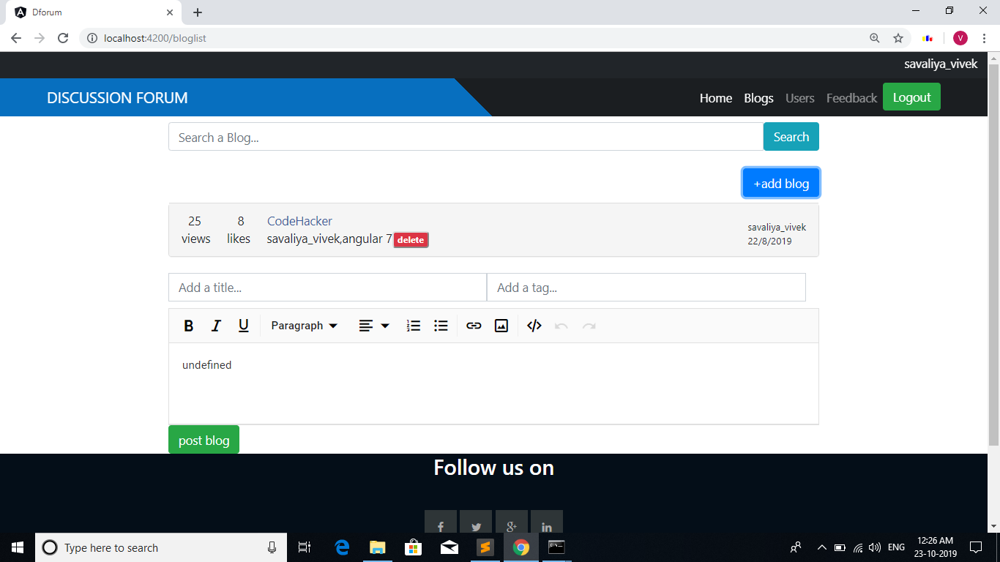 Dforum
localhost:4200/bloglist
V
savaliya_vivek
DISCUSSION FORUM
Home Blogs Users Feedback Logout
Search a Blog... Search
+add blog
25 8 CodeHacker
views likes savaliya_vivek,angular 7 delete
savaliya_vivek
22/8/2019
Add a title... Add a tag...
B I U Paragraph
undefined
post blog
Follow us on
f g+ in
Type here to search
ENG
12:26 AM
23-10-2019